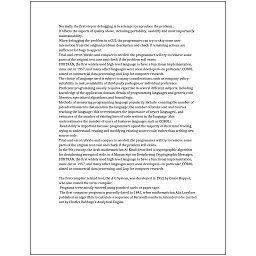 Normally the first step in debugging is to attempt to reproduce the problem.
It affects the aspects of quality above, including portability, usability and most importantly
maintainability.
When debugging the problem in a GUI, the programmer can try to skip some user
interaction from the original problem description and check if remaining actions are
sufficient for bugs to appear.
Trial-and-error/divide-and-conquer is needed: the programmer will try to remove some
parts of the original test case and check if the problem still exists.
FORTRAN, the first widely used high-level language to have a functional implementation,
came out in 1957, and many other languages were soon developed—in particular, COBOL
aimed at commercial data processing, and Lisp for computer research.
The choice of language used is subject to many considerations, such as company policy,
suitability to task, availability of third-party packages, or individual preference.
Proficient programming usually requires expertise in several different subjects, including
knowledge of the application domain, details of programming languages and generic code
libraries, specialized algorithms, and formal logic.
Methods of measuring programming language popularity include: counting the number of
job advertisements that mention the language, the number of books sold and courses
teaching the language (this overestimates the importance of newer languages), and
estimates of the number of existing lines of code written in the language (this
underestimates the number of users of business languages such as COBOL).
Readability is important because programmers spend the majority of their time reading,
trying to understand, reusing and modifying existing source code, rather than writing new
source code.
Trial-and-error/divide-and-conquer is needed: the programmer will try to remove some
parts of the original test case and check if the problem still exists.
In the 9th century, the Arab mathematician Al-Kindi described a cryptographic algorithm
for deciphering encrypted code, in A Manuscript on Deciphering Cryptographic Messages.
FORTRAN, the first widely used high-level language to have a functional implementation,
came out in 1957, and many other languages were soon developed—in particular, COBOL
aimed at commercial data processing, and Lisp for computer research.
The first compiler related tool, the A-0 System, was developed in 1952 by Grace Hopper,
who also coined the term 'compiler'.
Programs were mostly entered using punched cards or paper tape.
The first computer program is generally dated to 1843, when mathematician Ada Lovelace
published an algorithm to calculate a sequence of Bernoulli numbers, intended to be carried
out by Charles Babbage's Analytical Engine.